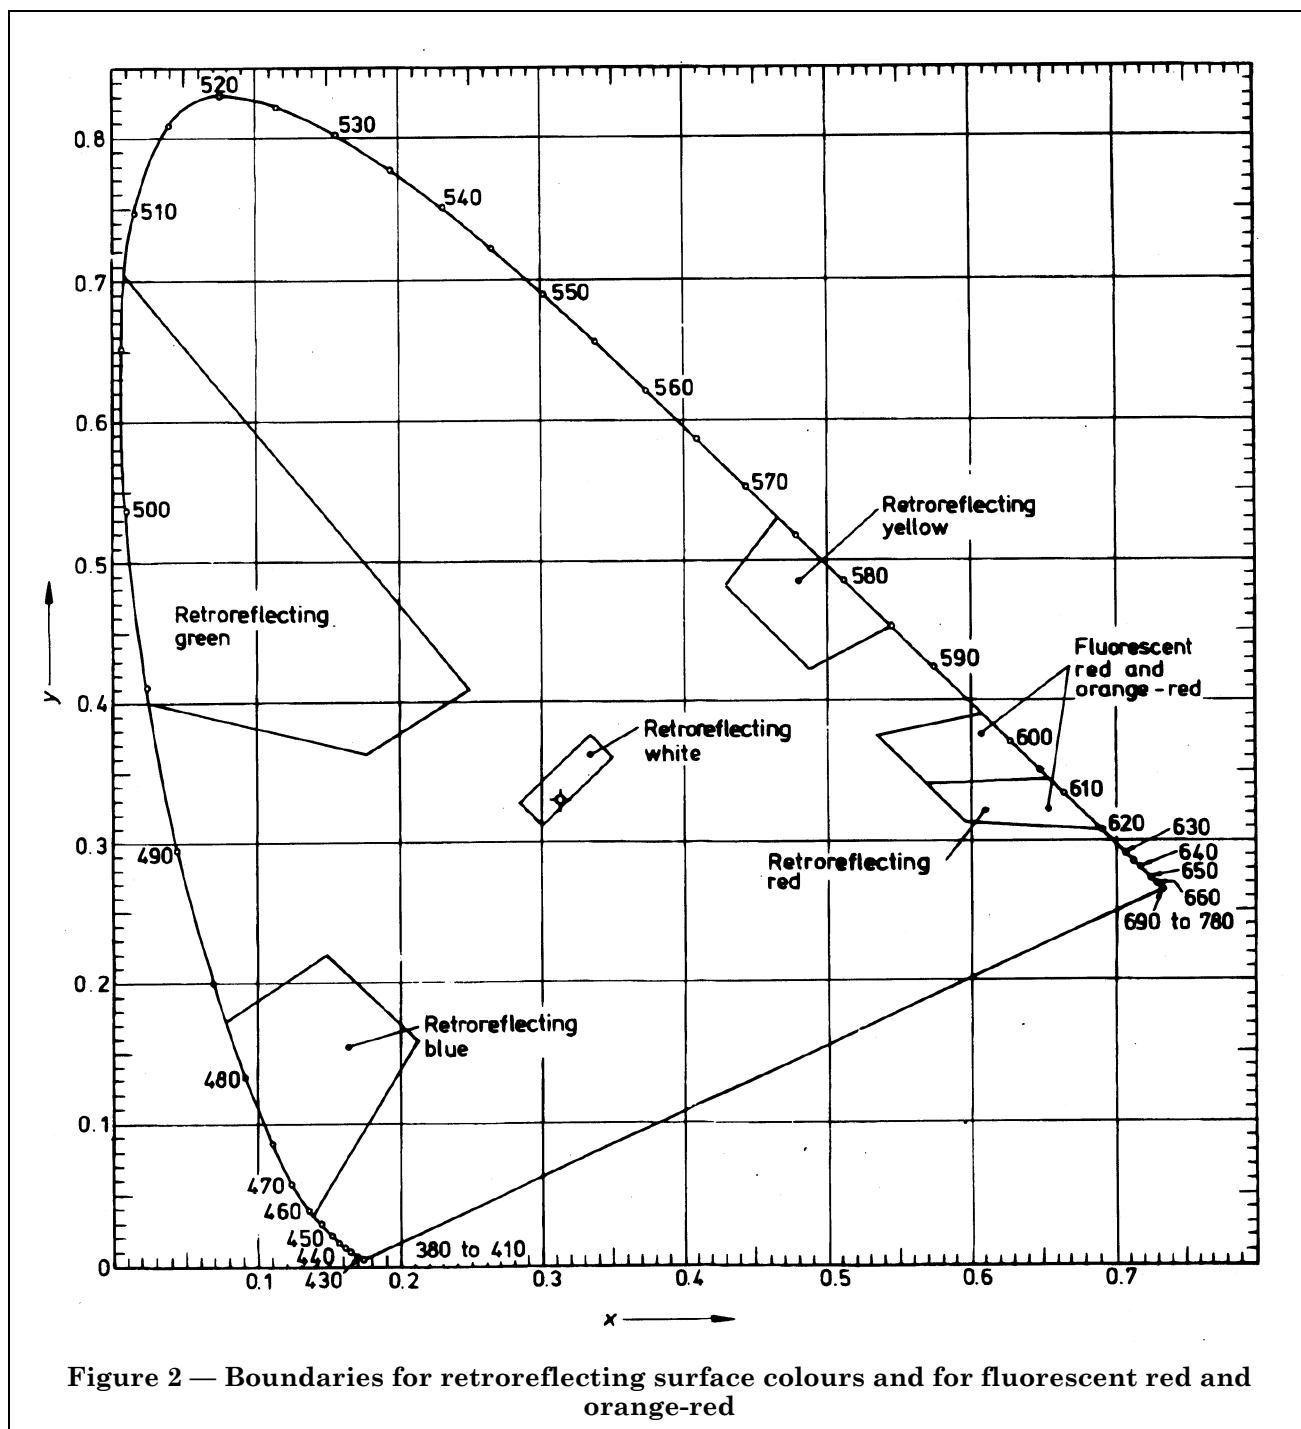 520
530
0.8
540
510
0.7
550
560
0.6
570
500
Retroreflecting
yellow
0.5
580
Retroreflecting
green
Fluorescent
red and
orange-red
590
y
0.4
Retroreflecting
white
600
610
620
630
0.3
490
640
Retroreflecting
red
650
660
690 to 780
0.2
Retroreflecting
blue
480
0.1
470
460
450
440
430
380 to 410
0
0.1
0.2
0.3
0.4
0.5
0.6
0.7
x
Figure 2 — Boundaries for retroreflecting surface colours and for fluorescent red and
orange-red